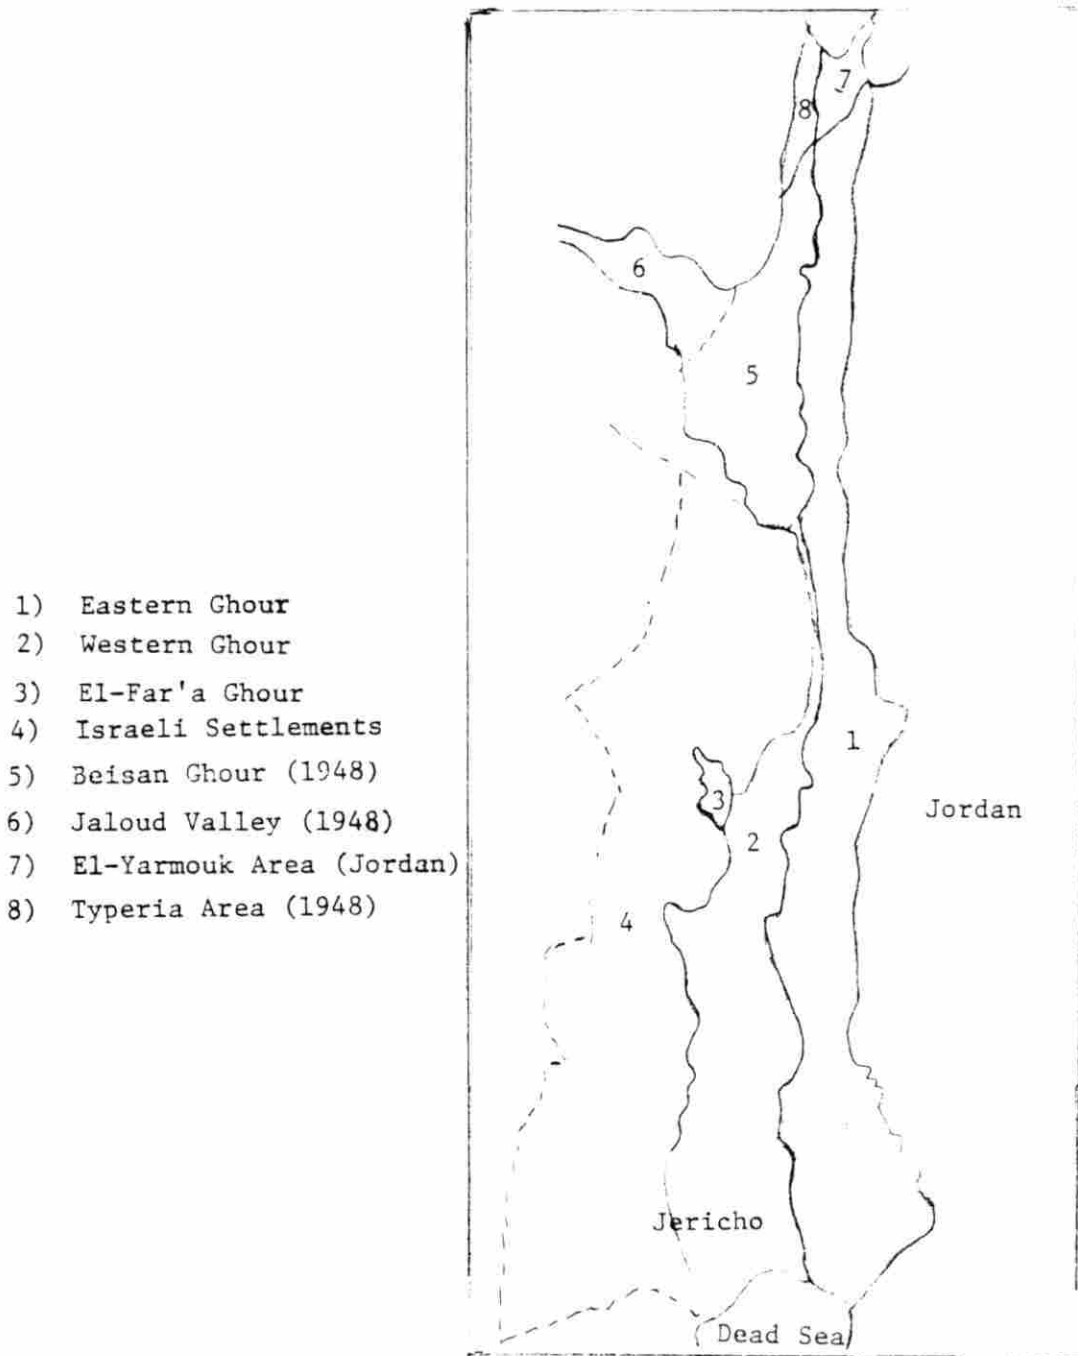 1) Eastern Ghour
2) Western Ghour
3) El-Far'a Ghour
4) Israeli Settlements
5) Beisan Ghour (1948)
6) Jaloud Valley (1948)
7) El-Yarmouk Area (Jordan)
8) Typeria Area (1948)
7
8
6
5
1
Jordan
3
2
4
Jericho
Dead Sea